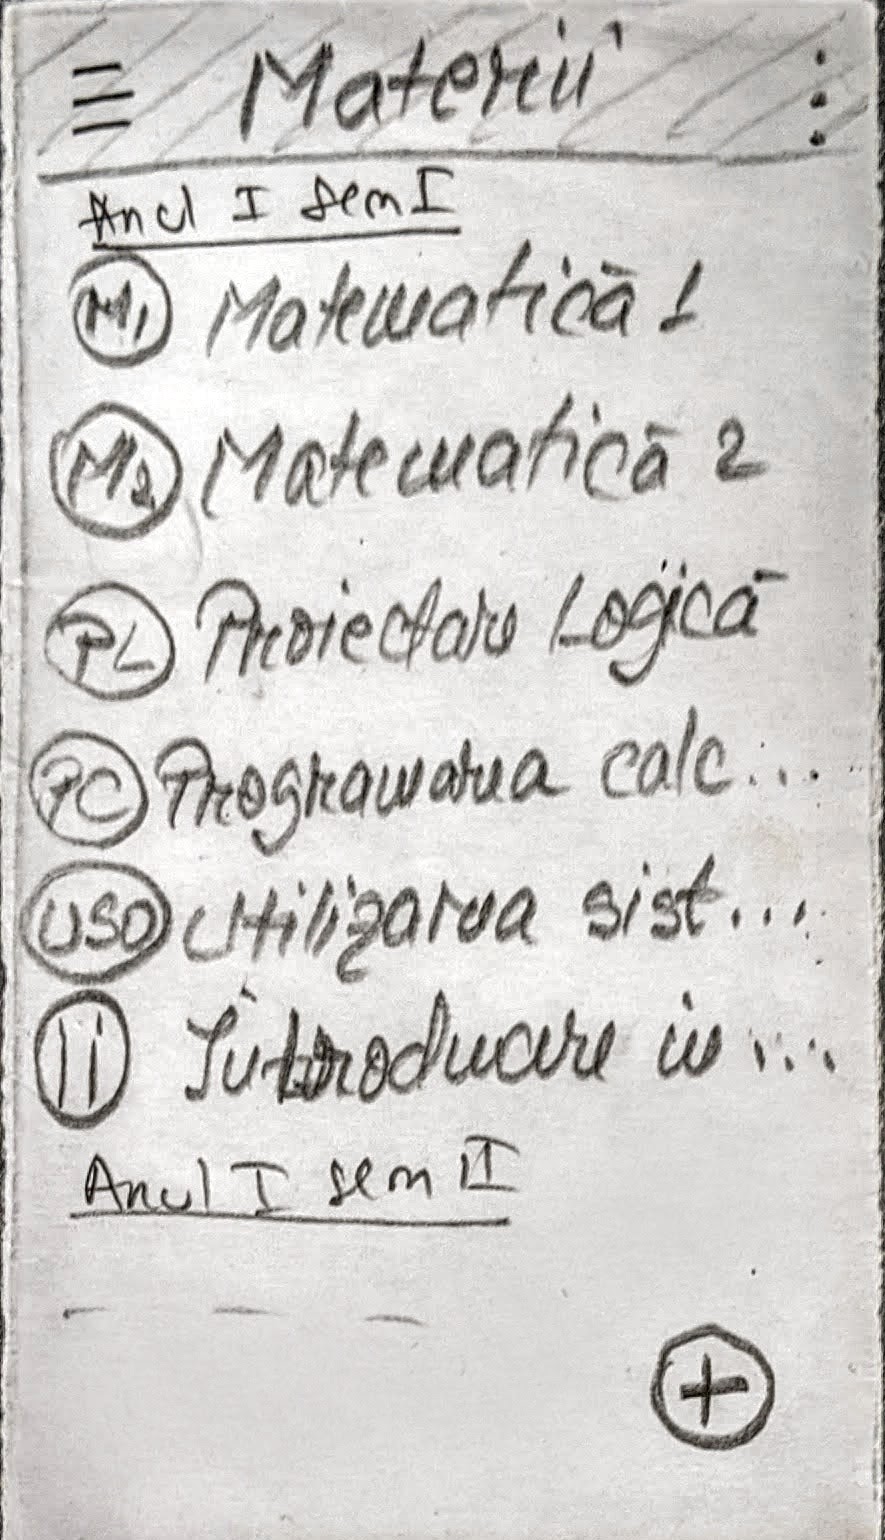 Materii
Anul I sem I
M1 Matematică 1
M2 Matematică 2
PL Proiectare Logică
PC Programarea calc...
USO Utilizarea sist...
II Introducere în ...
Anul I sem II
+